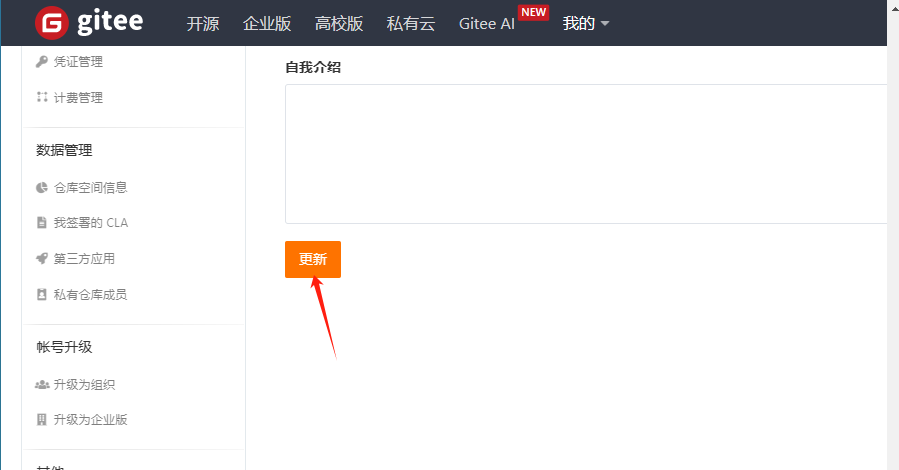 gitee 开源 企业版 高校版 私有云 Gitee AI NEW 我的
凭证管理
计费管理
数据管理
仓库空间信息
我签署的 CLA
第三方应用
私有仓库成员
帐号升级
升级为组织
升级为企业版
自我介绍
更新